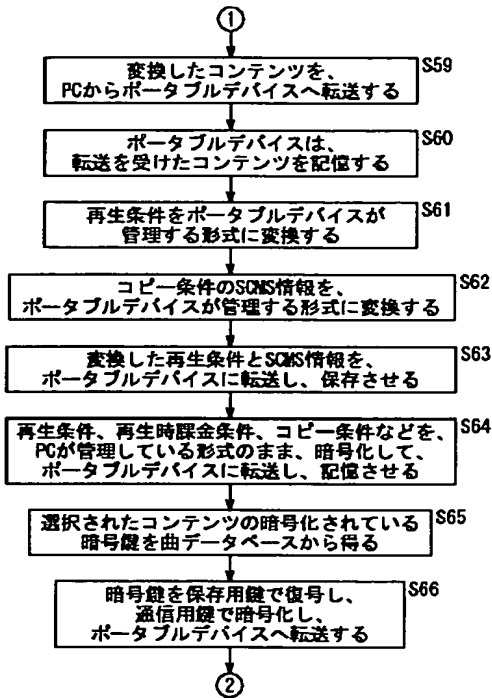 ①
S59
変換したコンテンツを、
PCからポータブルデバイスへ転送する
S60
ポータブルデバイスは、
転送を受けたコンテンツを記憶する
S61
再生条件をポータブルデバイスが
管理する形式に変換する
S62
コピー条件のSCMS情報を、
ポータブルデバイスが管理する形式に変換する
S63
変換した再生条件とSCMS情報を、
ポータブルデバイスに転送し、保存させる
S64
再生条件、再生時課金条件、コピー条件などを、
PCが管理している形式のまま、暗号化して、
ポータブルデバイスに転送し、記憶させる
S65
選択されたコンテンツの暗号化されている
暗号鍵を曲データベースから得る
S66
暗号鍵を保存用鍵で復号し、
通信用鍵で暗号化し、
ポータブルデバイスへ転送する
②